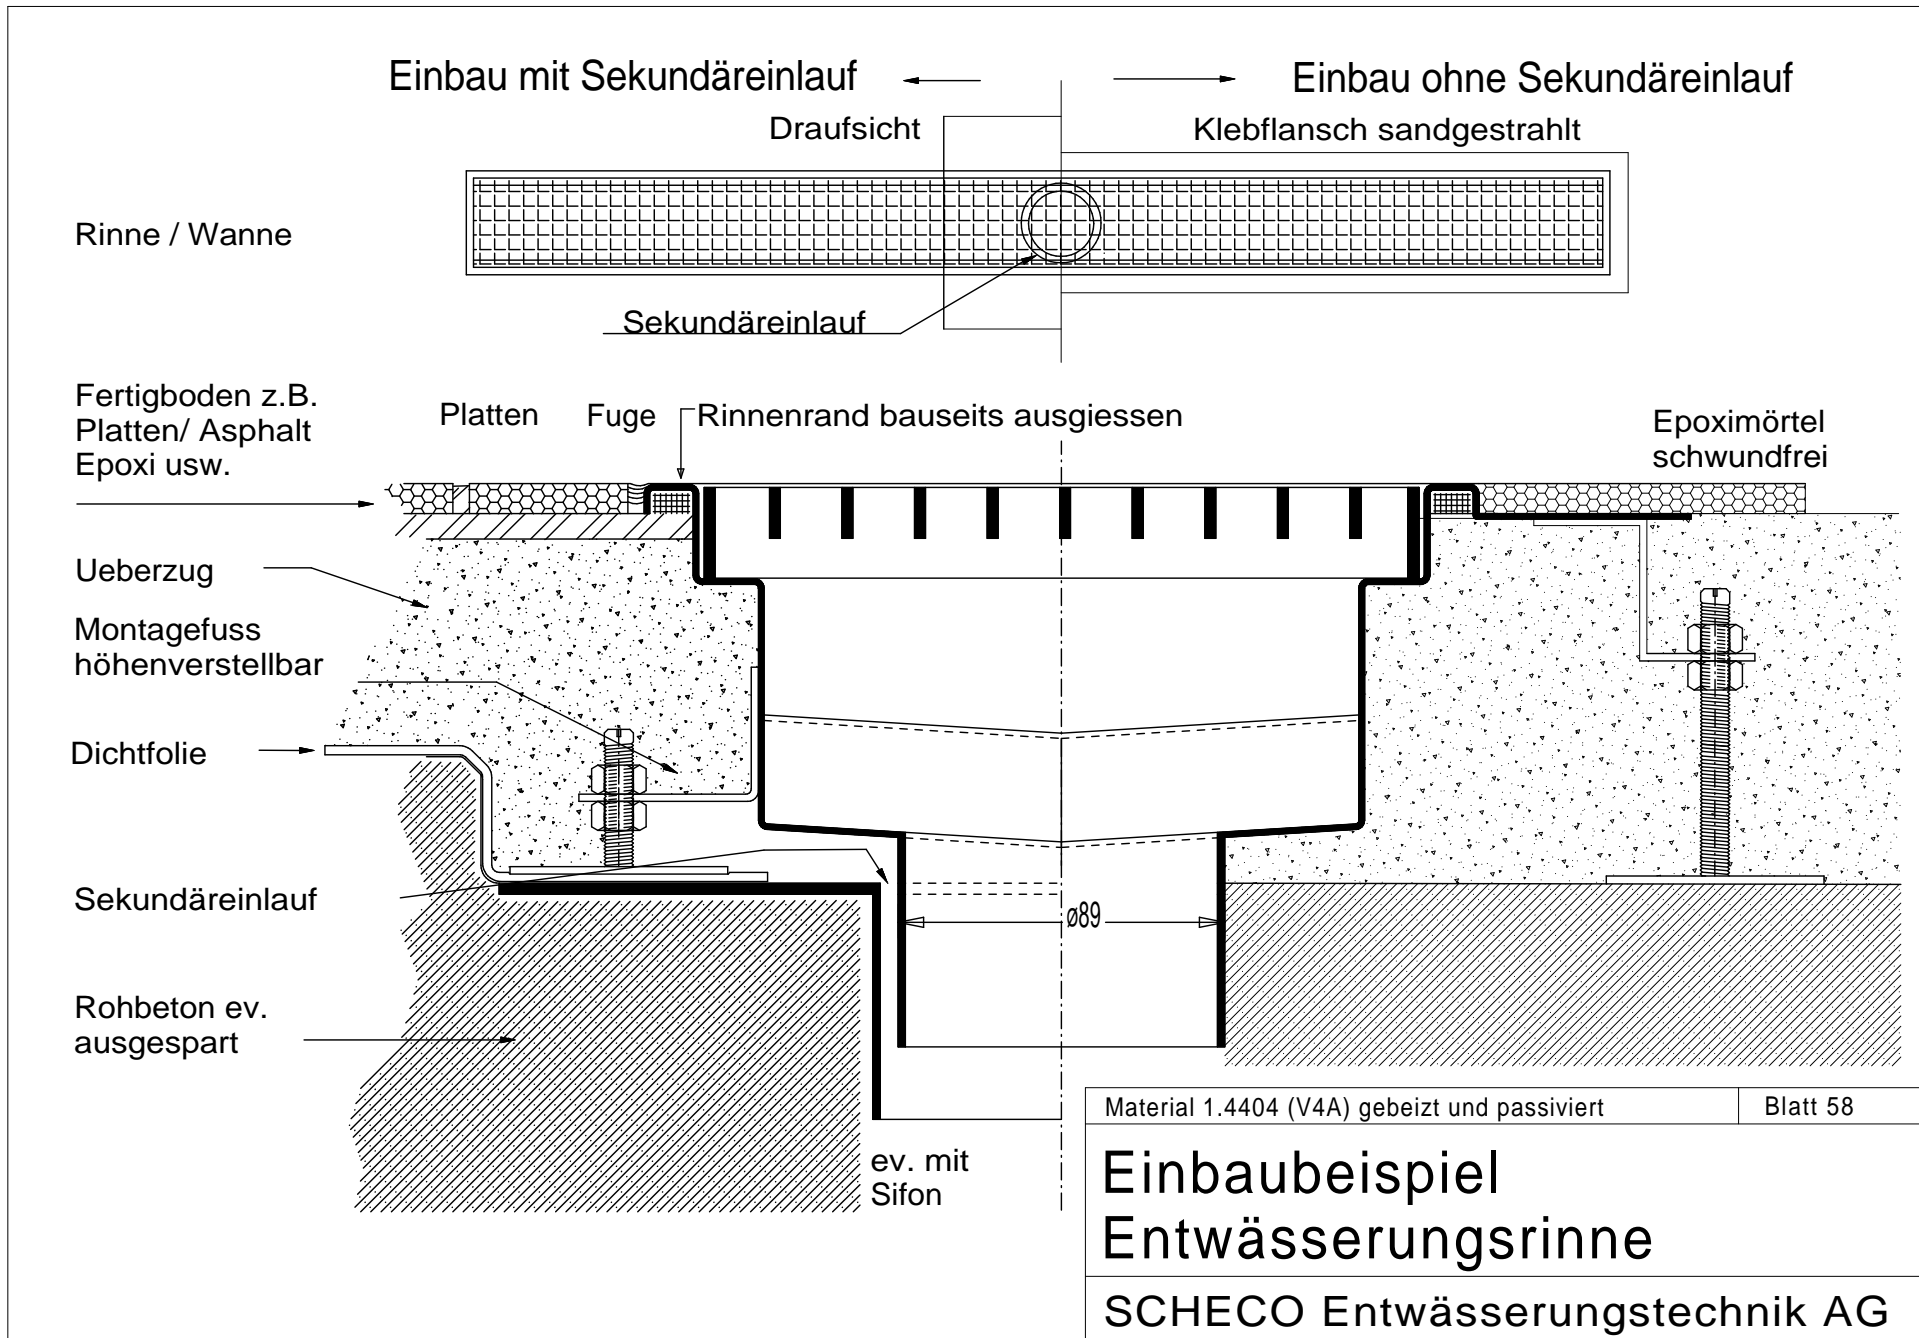 Einbau mit Sekundäreinlauf
Einbau ohne Sekundäreinlauf
Draufsicht
Klebflansch sandgestrahlt
Rinne / Wanne
Sekundäreinlauf
Fertigboden z.B.
Platten/ Asphalt
Epoxi usw.
Platten
Fuge
Rinnenrand bauseits ausgiessen
Epoximörtel
schwundfrei
Ueberzug
Montagefuss
höhenverstellbar
Dichtfolie
Sekundäreinlauf
ø89
Rohbeton ev.
ausgespart
ev. mit
Sifon
Material 1.4404 (V4A) gebeizt und passiviert
Blatt 58
Einbaubeispiel
Entwässerungsrinne
SCHECO Entwässerungstechnik AG